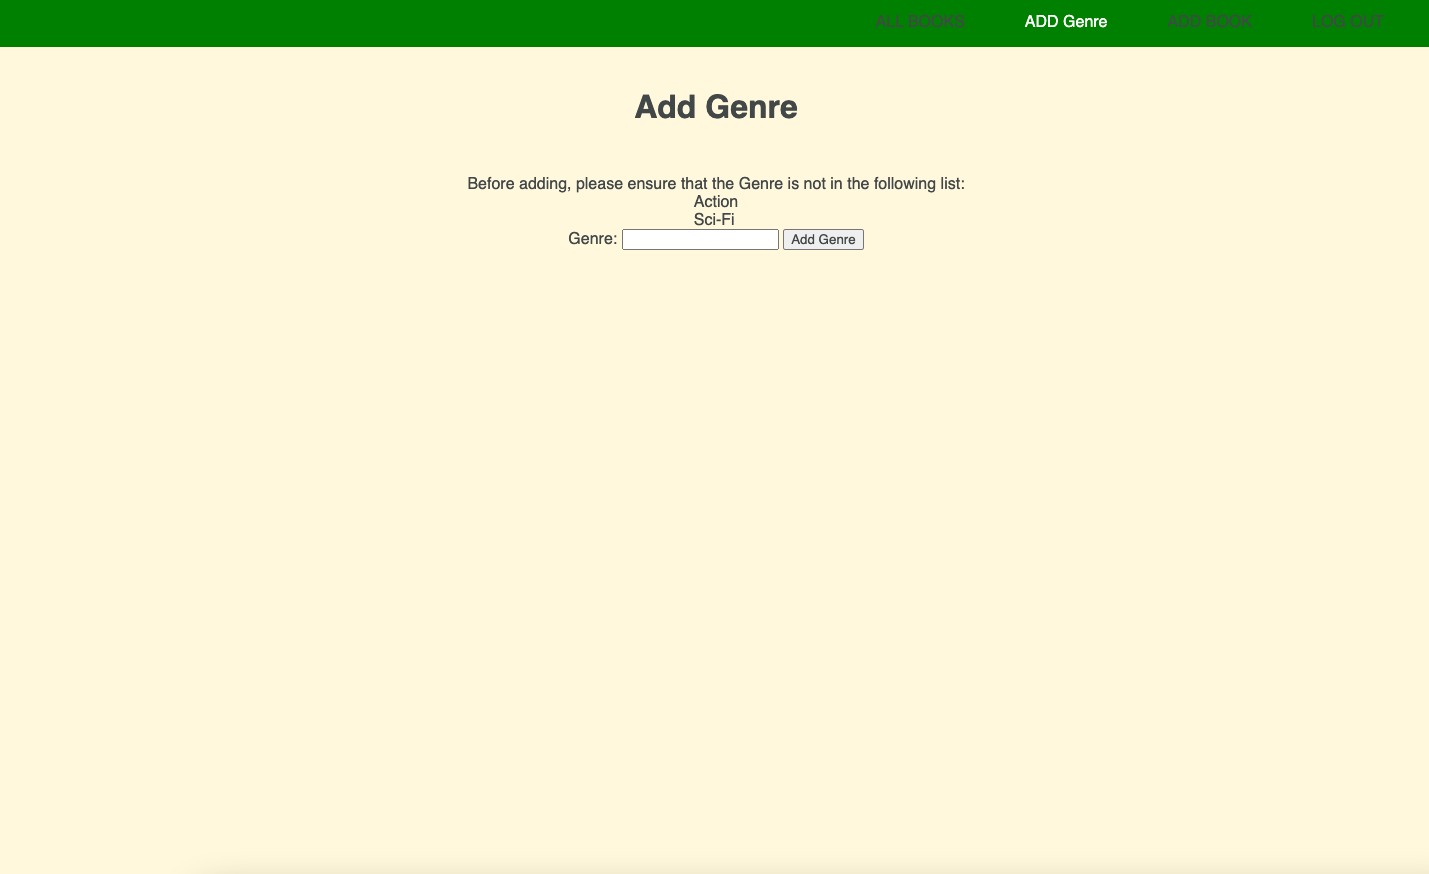 ALL BOOKS ADD Genre ADD BOOK LOG OUT
Add Genre
Before adding, please ensure that the Genre is not in the following list:
Action
Sci-Fi
Genre: Add Genre